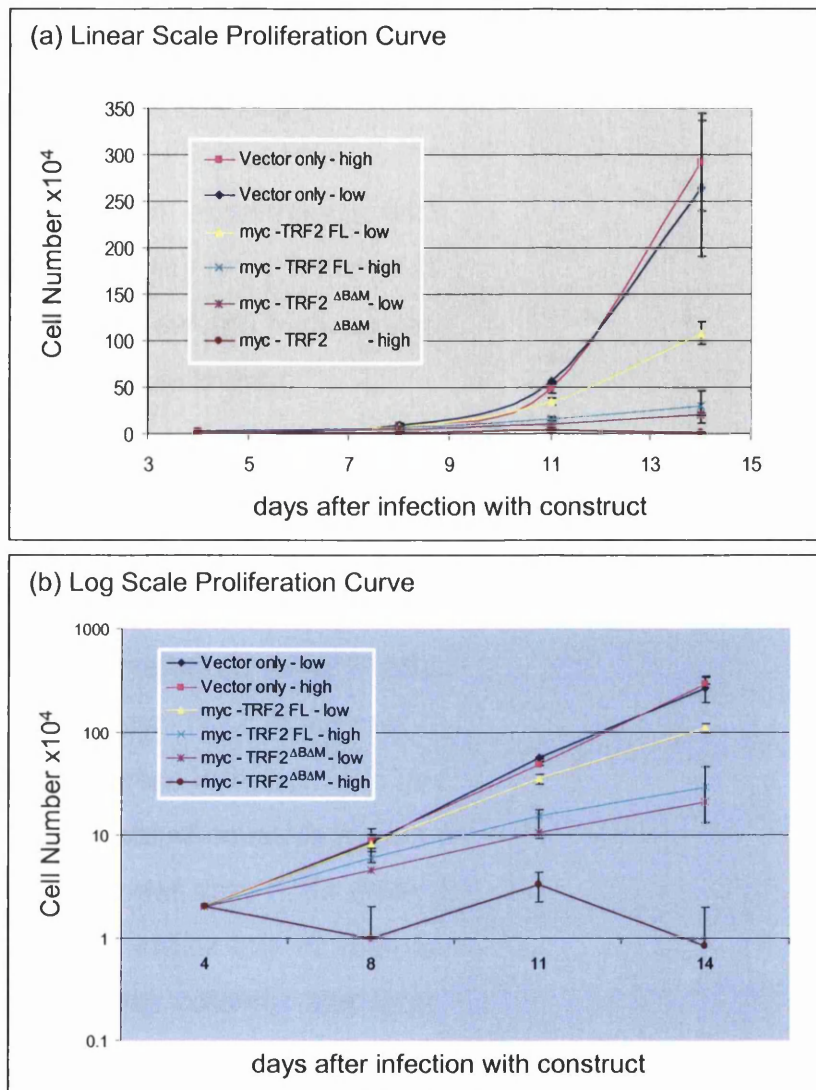 (a) Linear Scale Proliferation Curve
350
300
250
200
150
100
50
0
Cell Number x10⁴
Vector only - high
Vector only - low
myc -TRF2 FL - low
myc - TRF2 FL - high
myc - TRF2 ΔBΔM - low
myc - TRF2 ΔBΔM - high
3 5 7 9 11 13 15
days after infection with construct
(b) Log Scale Proliferation Curve
1000
100
10
1
0.1
Cell Number x10⁴
Vector only - low
Vector only - high
myc -TRF2 FL - low
myc - TRF2 FL - high
myc - TRF2ΔBΔM - low
myc - TRF2ΔBΔM - high
4 8 11 14
days after infection with construct